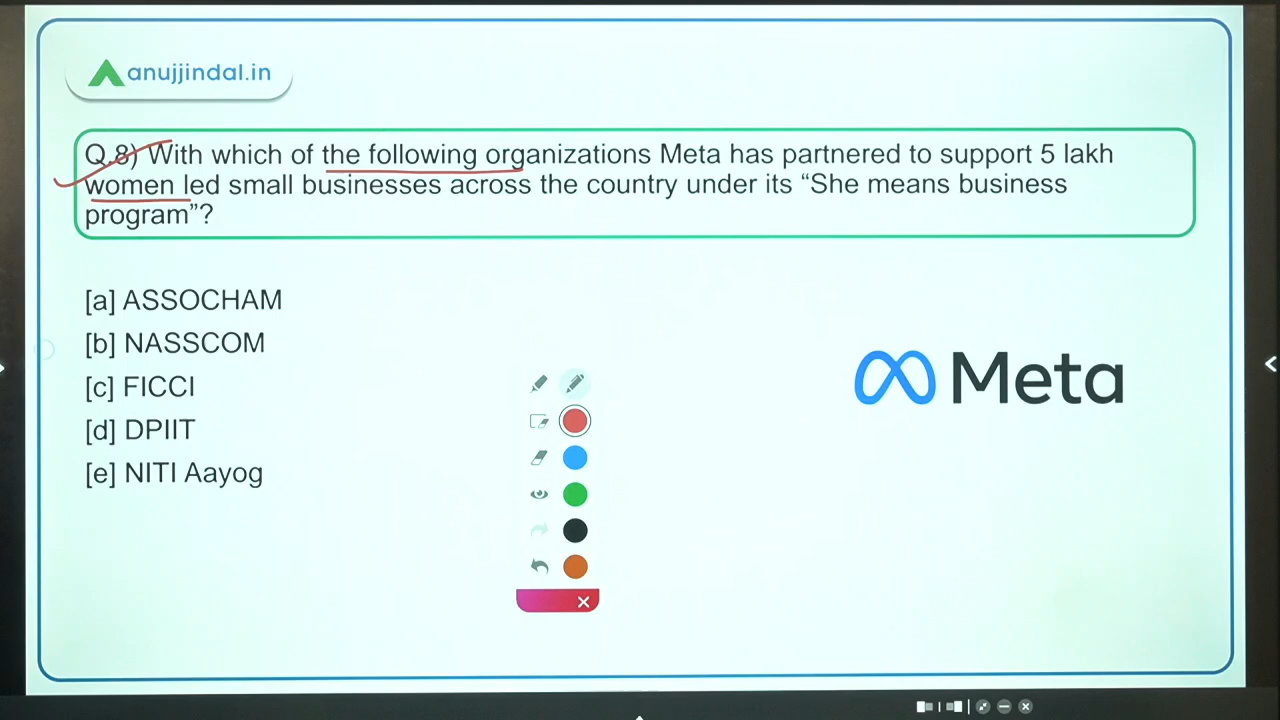 anujjindal.in
Q.8) With which of the following organizations Meta has partnered to support 5 lakh
women led small businesses across the country under its “She means business
program”?
[a] ASSOCHAM
[b] NASSCOM
[c] FICCI
[d] DPIIT
[e] NITI Aayog
Meta